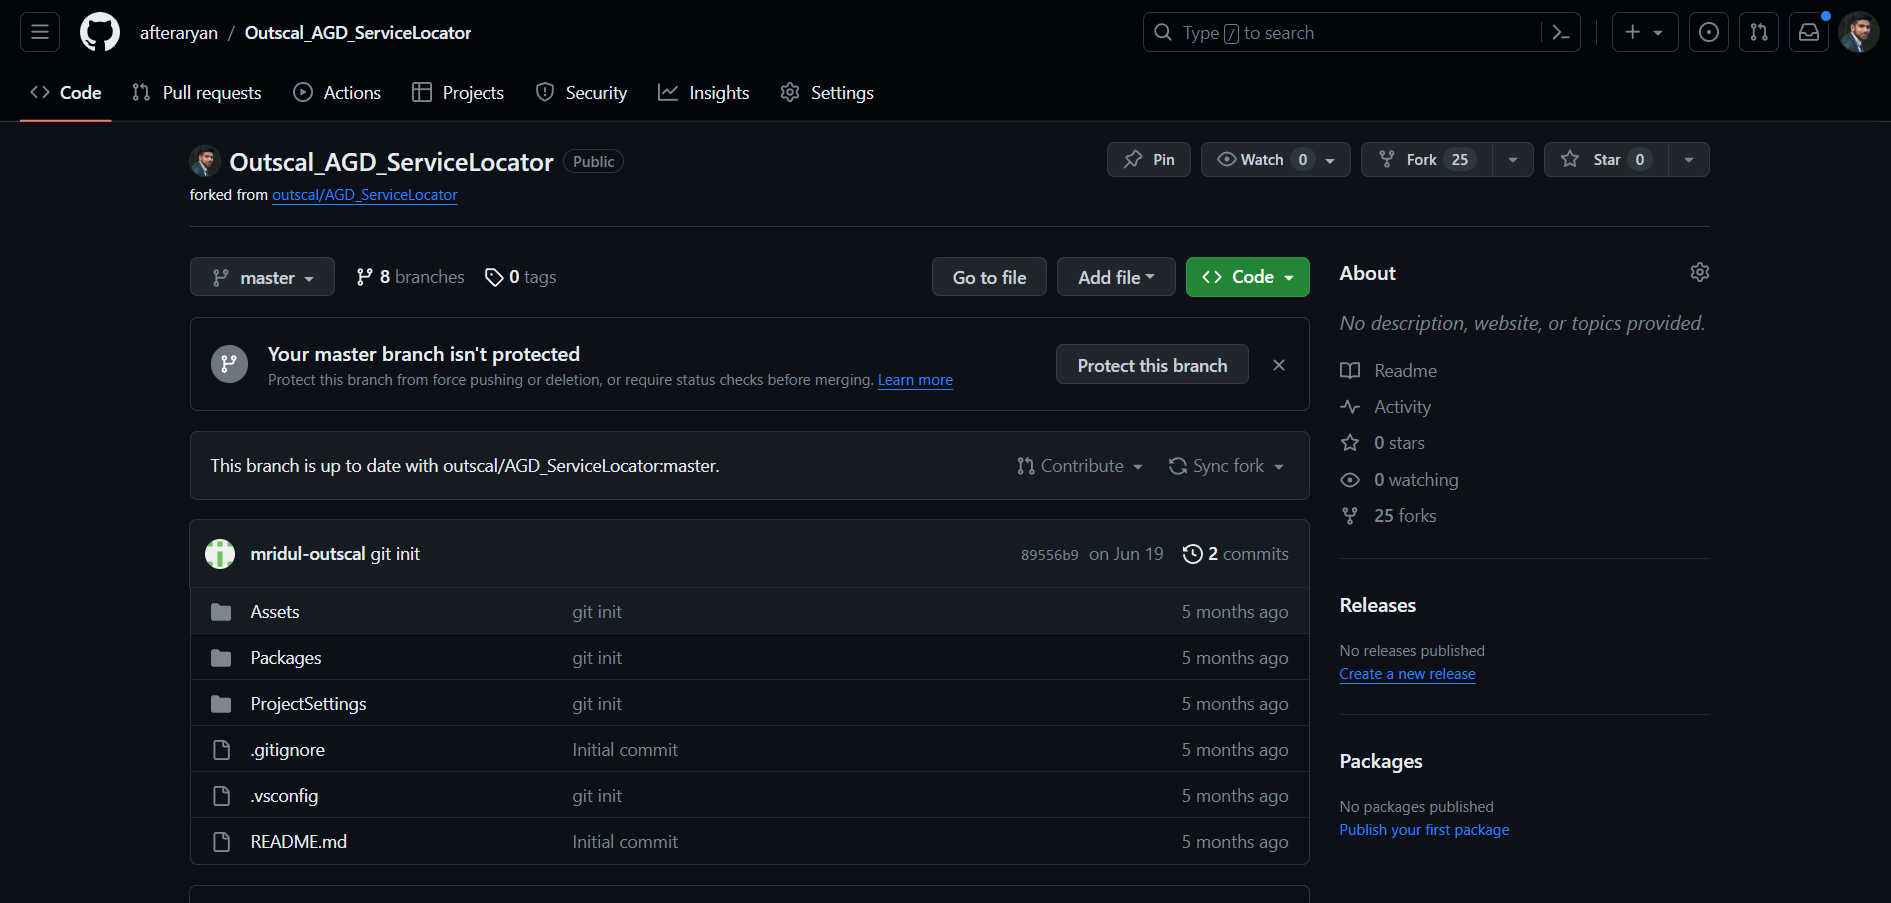 afteraryan / Outscal_AGD_ServiceLocator
Type / to search
Code Pull requests Actions Projects Security Insights Settings
Outscal_AGD_ServiceLocator Public
Pin Watch 0 Fork 25 Star 0
forked from outscal/AGD_ServiceLocator
master 8 branches 0 tags Go to file Add file Code
Your master branch isn't protected
Protect this branch from force pushing or deletion, or require status checks before merging. Learn more
Protect this branch
This branch is up to date with outscal/AGD_ServiceLocator:master.
Contribute Sync fork
mridul-outscal git init 89556b9 on Jun 19 2 commits
Assets git init 5 months ago
Packages git init 5 months ago
ProjectSettings git init 5 months ago
.gitignore Initial commit 5 months ago
.vsconfig git init 5 months ago
README.md Initial commit 5 months ago
About
No description, website, or topics provided.
Readme
Activity
0 stars
0 watching
25 forks
Releases
No releases published
Create a new release
Packages
No packages published
Publish your first package